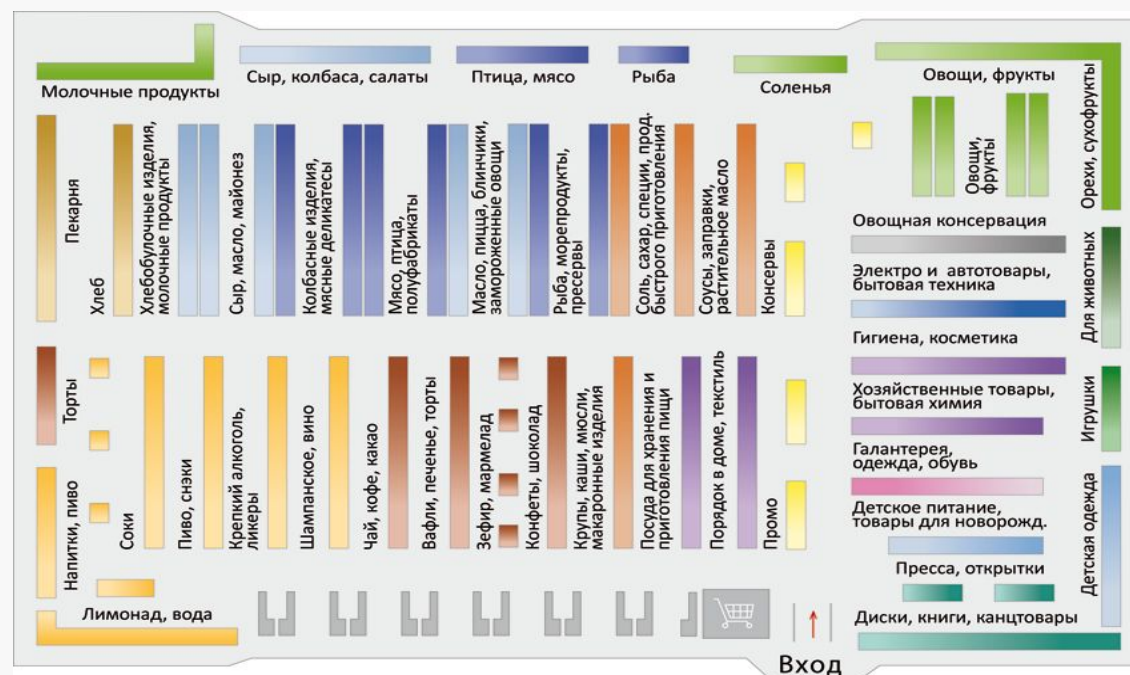 Молочные продукты
Сыр, колбаса, салаты
Птица, мясо
Рыба
Соленья
Овощи, фрукты
Орехи, сухофрукты
Овощи,
фрукты
Пекарня
Хлеб
Хлебобулочные изделия,
молочные продукты
Сыр, масло, майонез
Колбасные изделия,
мясные деликатесы
Мясо, птица,
полуфабрикаты
Масло, пицца, блинчики,
замороженные овощи
Рыба, морепродукты,
пресервы
Соль, сахар, специи, прод.
быстрого приготовления
Соусы, заправки,
растительное масло
Консервы
Овощная консервация
Электро и автотовары,
бытовая техника
Для животных
Гигиена, косметика
Хозяйственные товары,
бытовая химия
Игрушки
Галантерея,
одежда, обувь
Детское питание,
товары для новорожд.
Детская одежда
Пресса, открытки
Диски, книги, канцтовары
Торты
Напитки, пиво
Соки
Пиво, снэки
Крепкий алкоголь,
ликеры
Шампанское, вино
Чай, кофе, какао
Вафли, печенье, торты
Зефир, мармелад
Конфеты, шоколад
Крупы, каши, мюсли,
макаронные изделия
Посуда для хранения и
приготовления пищи
Порядок в доме, текстиль
Промо
Лимонад, вода
Вход